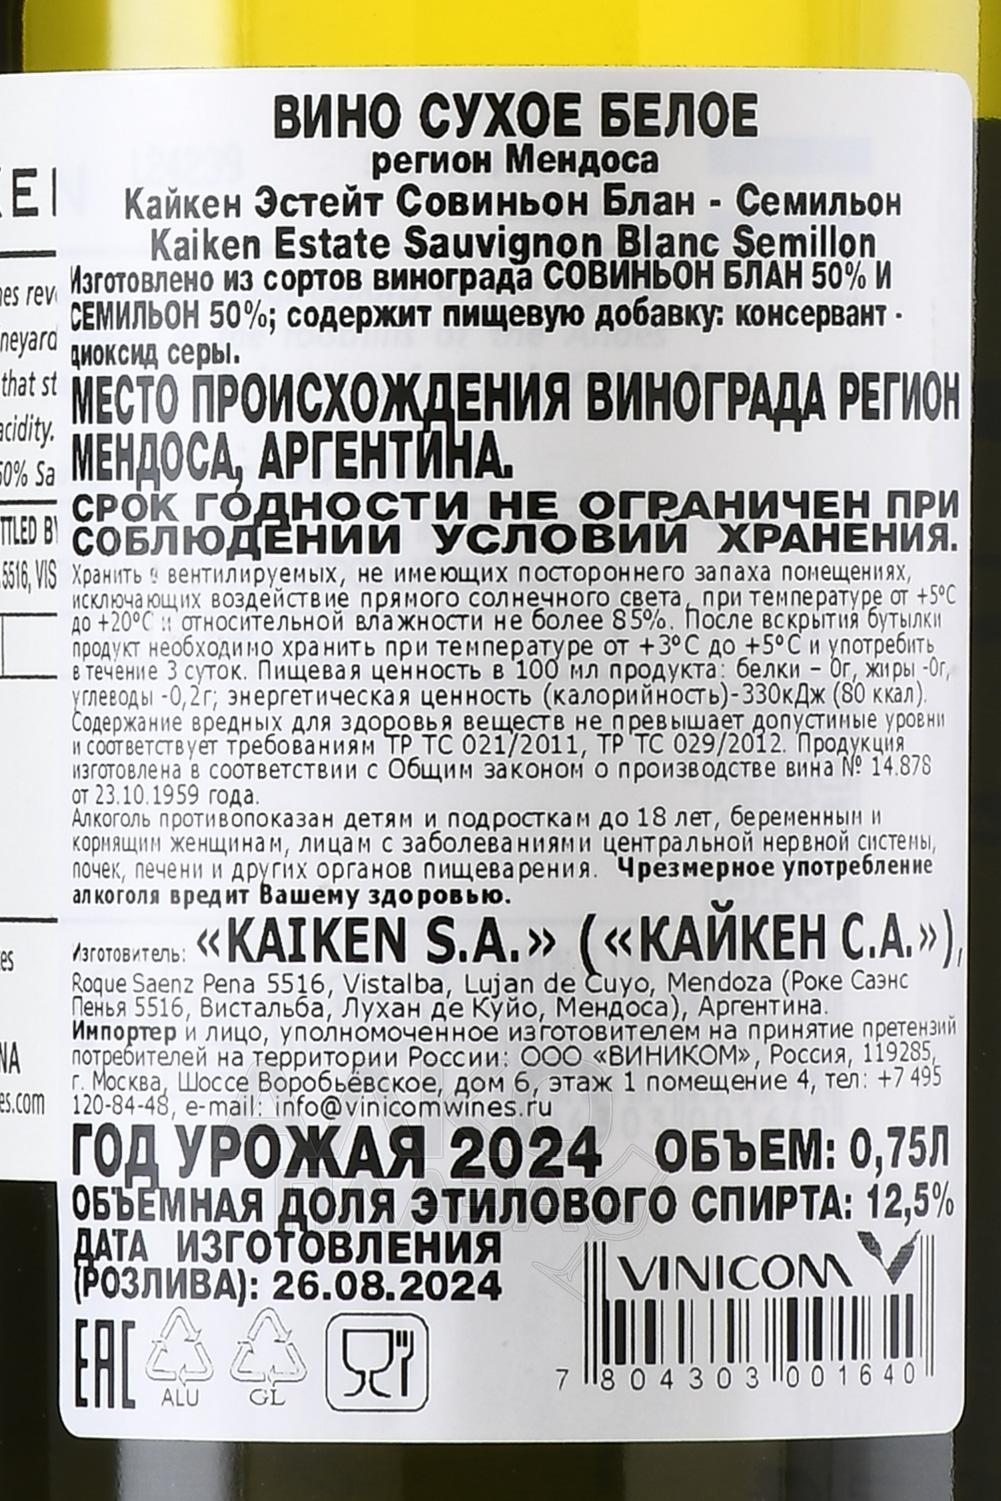 ВИНО СУХОЕ БЕЛОЕ
регион Мендоса
Кайкен Эстейт Совиньон Блан - Семильон
Kaiken Estate Sauvignon Blanc Semillon
Изготовлено из сортов винограда СОВИНЬОН БЛАН 50% И
СЕМИЛЬОН 50%; содержит пищевую добавку: консервант -
диоксид серы.
МЕСТО ПРОИСХОЖДЕНИЯ ВИНОГРАДА РЕГИОН
МЕНДОСА, АРГЕНТИНА.
СРОК ГОДНОСТИ НЕ ОГРАНИЧЕН ПРИ
СОБЛЮДЕНИИ УСЛОВИЙ ХРАНЕНИЯ.
Хранить в вентилируемых, не имеющих постороннего запаха помещениях,
исключающих воздействие прямого солнечного света, при температуре от +5°С
до +20°С и относительной влажности не более 85%. После вскрытия бутылки
продукт необходимо хранить при температуре от +3°С до +5°С и употребить
в течение 3 суток. Пищевая ценность в 100 мл продукта: белки – 0г, жиры -0г,
углеводы -0,2г; энергетическая ценность (калорийность)-330кДж (80 ккал).
Содержание вредных для здоровья веществ не превышает допустимые уровни
и соответствует требованиям ТР ТС 021/2011, ТР ТС 029/2012. Продукция
изготовлена в соответствии с Общим законом о производстве вина № 14.878
от 23.10.1959 года.
Алкоголь противопоказан детям и подросткам до 18 лет, беременным и
кормящим женщинам, лицам с заболеваниями центральной нервной системы,
почек, печени и других органов пищеварения. Чрезмерное употребление
алкоголя вредит Вашему здоровью.
Изготовитель: «KAIKEN S.A.» («КАЙКЕН С.А.»),
Roque Saenz Pena 5516, Vistalba, Lujan de Cuyo, Mendoza (Роке Саэнс
Пенья 5516, Вистальба, Лухан де Куйо, Мендоса), Аргентина.
Импортер и лицо, уполномоченное изготовителем на принятие претензий
потребителей на территории России: ООО «ВИНИКОМ», Россия, 119285,
г. Москва, Шоссе Воробьёвское, дом 6, этаж 1 помещение 4, тел: +7 495
120-84-48, e-mail: info@vinicomwines.ru
ГОД УРОЖАЯ 2024 ОБЪЕМ: 0,75Л
ОБЪЕМНАЯ ДОЛЯ ЭТИЛОВОГО СПИРТА: 12,5%
ДАТА ИЗГОТОВЛЕНИЯ
(РОЗЛИВА): 26.08.2024
VINICOM
EAC
ALU
GL
7 804303 001640
that st
acidity.
50% Sa
5516, VIS